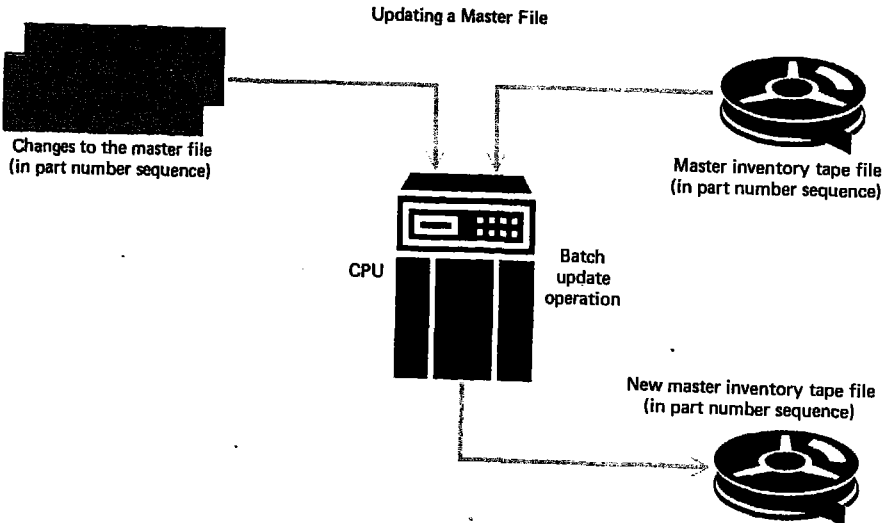 Updating a Master File
Changes to the master file
(in part number sequence)
Master inventory tape file
(in part number sequence)
CPU
Batch
update
operation
New master inventory tape file
(in part number sequence)